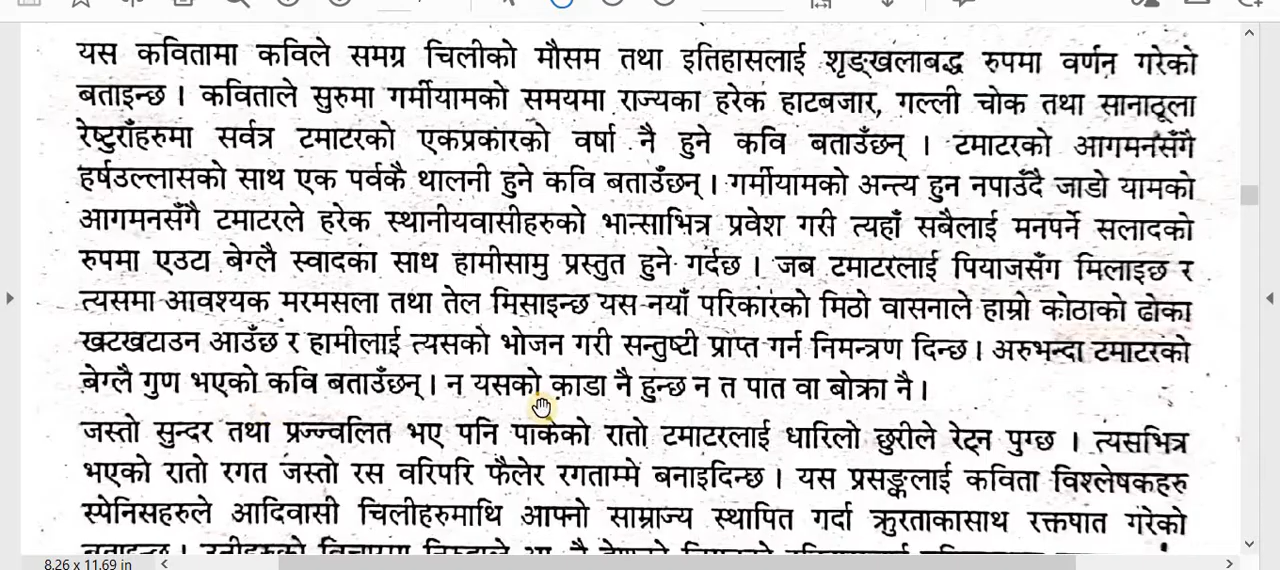 यस कवितामा कविले समग्र चिलीको मौसम तथा इतिहासलाई शृङ्खलाबद्ध रुपमा वर्णन गरेको
बताइन्छ । कविताले सुरुमा गर्मीयामको समयमा राज्यका हरेक हाटबजार, गल्ली चोक तथा सानाठूला
रेष्टुराँहरुमा सर्वत्र टमाटरको एकप्रकारको वर्षा नै हुने कवि बताउँछन् । टमाटरको आगमनसँगै
हर्षउल्लासको साथ एक पर्वकै थालनी हुने कवि बताउँछन् । गर्मीयामको अन्त्य हुन नपाउँदै जाडो यामको
आगमनसँगै टमाटरले हरेक स्थानीयवासीहरुको भान्साभित्र प्रवेश गरी त्यहाँ सबैलाई मनपर्ने सलादको
रुपमा एउटा बेग्लै स्वादका साथ हामीसामु प्रस्तुत हुने गर्दछ । जब टमाटरलाई पियाजसँग मिलाइछ र
त्यसमा आवश्यक मरमसला तथा तेल मिसाइन्छ यस नयाँ परिकारको मिठो वासनाले हाम्रो कोठाको ढोका
खटखटाउन आउँछ र हामीलाई त्यसको भोजन गरी सन्तुष्टी प्राप्त गर्न निमन्त्रण दिन्छ । अरुभन्दा टमाटरको
बेग्लै गुण भएको कवि बताउँछन् । न यसको काडा नै हुन्छ न त पात वा बोक्रा नै ।
जस्तो सुन्दर तथा प्रज्ज्वलित भए पनि पाकेको रातो टमाटरलाई धारिलो छुरीले रेट्न पुग्छ । त्यसभित्र
भएको रातो रगत जस्तो रस वरिपरि फैलेर रगताम्मे बनाइदिन्छ । यस प्रसङ्गलाई कविता विश्लेषकहरु
स्पेनिसहरुले आदिवासी चिलीहरुमाथि आफ्नो साम्राज्य स्थापित गर्दा क्रुरताकासाथ रक्तपात गरेको
8.26 x 11.69 in